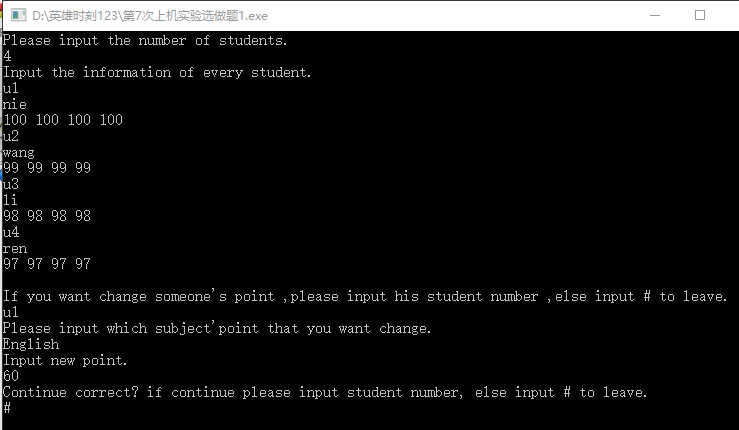 D:\英雄时刻123\第7次上机实验选做题1.exe
Please input the number of students.
4
Input the information of every student.
u1
nie
100 100 100 100
u2
wang
99 99 99 99
u3
li
98 98 98 98
u4
ren
97 97 97 97
If you want change someone's point ,please input his student number ,else input # to leave.
u1
Please input which subject'point that you want change.
English
Input new point.
60
Continue correct? if continue please input student number, else input # to leave.
#